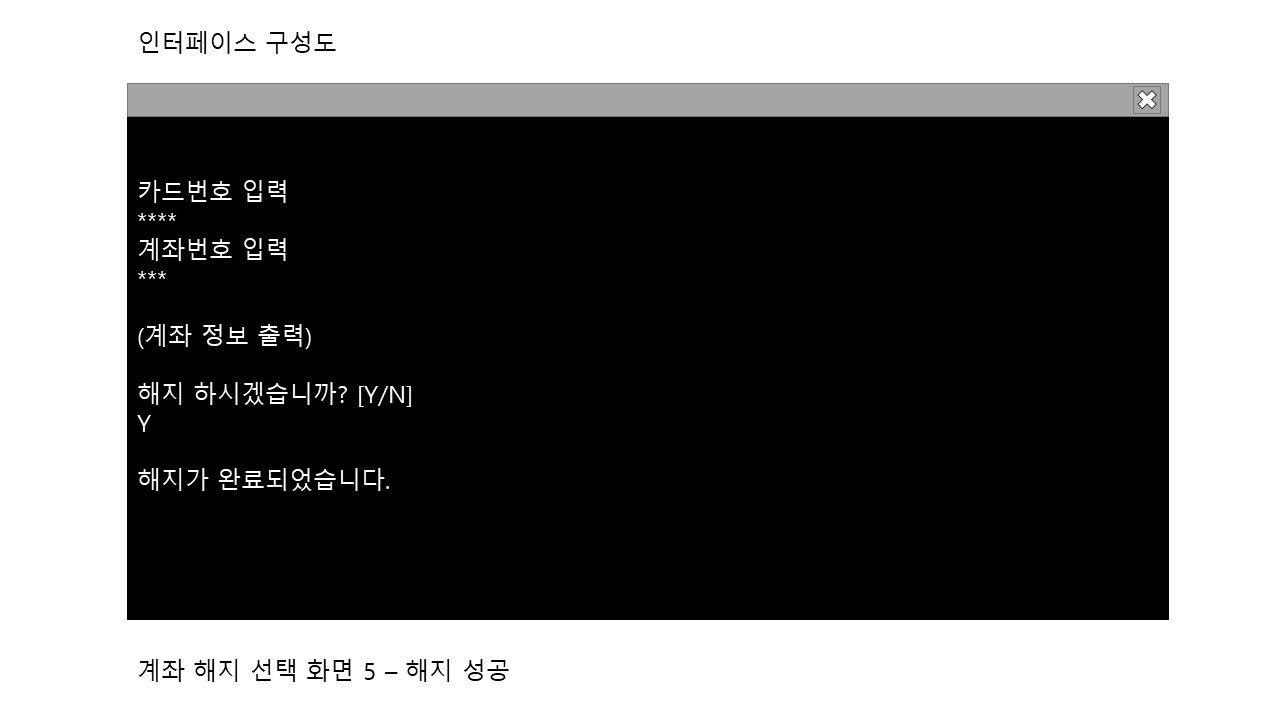 인터페이스 구성도
카드번호 입력
****
계좌번호 입력
***
(계좌 정보 출력)
해지 하시겠습니까? [Y/N]
Y
해지가 완료되었습니다.
계좌 해지 선택 화면 5 – 해지 성공